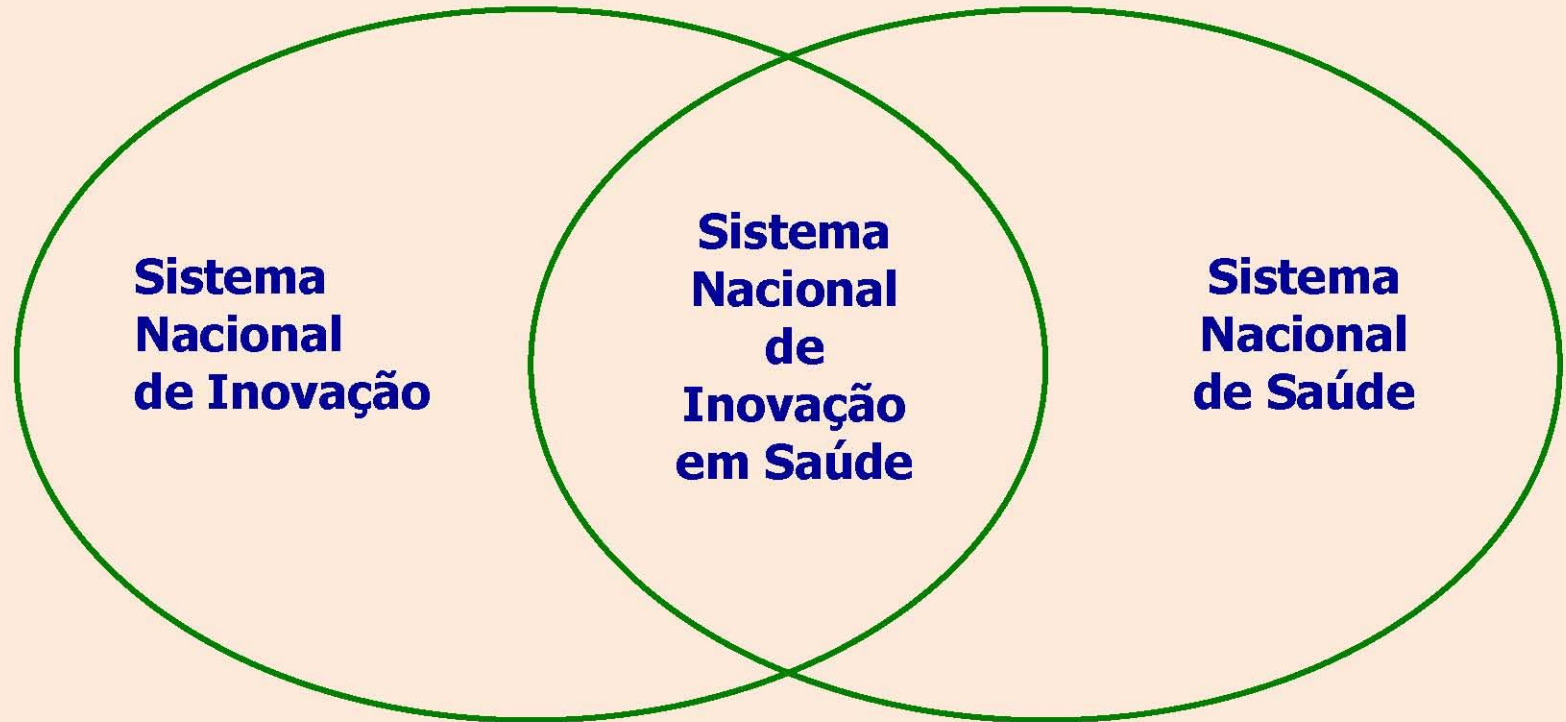 Sistema
Nacional
de Inovação
Sistema
Nacional
de
Inovação
em Saúde
Sistema
Nacional
de Saúde